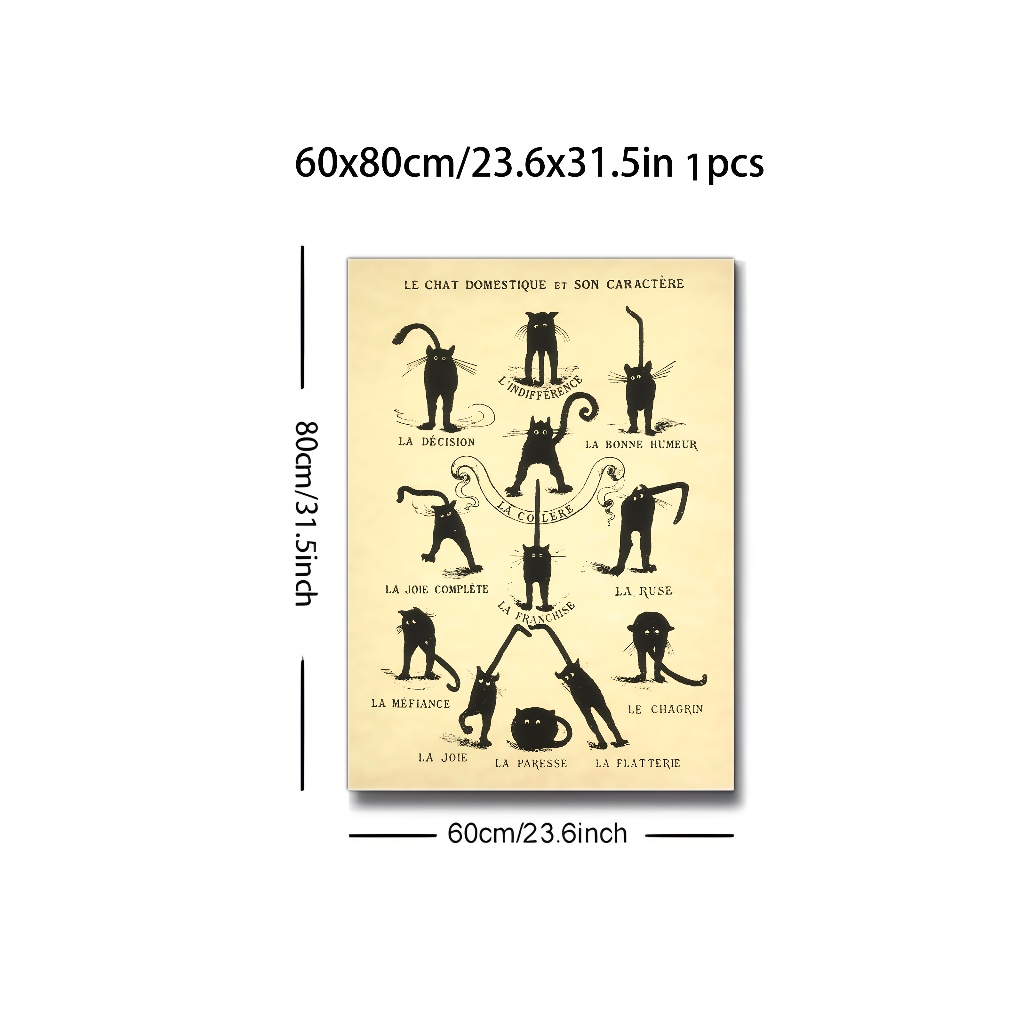 60x80cm/23.6x31.5in 1pcs
80cm/31.5inch
LE CHAT DOMESTIQUE ET SON CARACTÈRE
L'INDIFFÉRENCE
LA DÉCISION
LA BONNE HUMEUR
LA COLÈRE
LA JOIE COMPLÈTE
LA RUSE
LA FRANCHISE
LA MÉFIANCE
LE CHAGRIN
LA JOIE
LA PARESSE
LA FLATTERIE
60cm/23.6inch